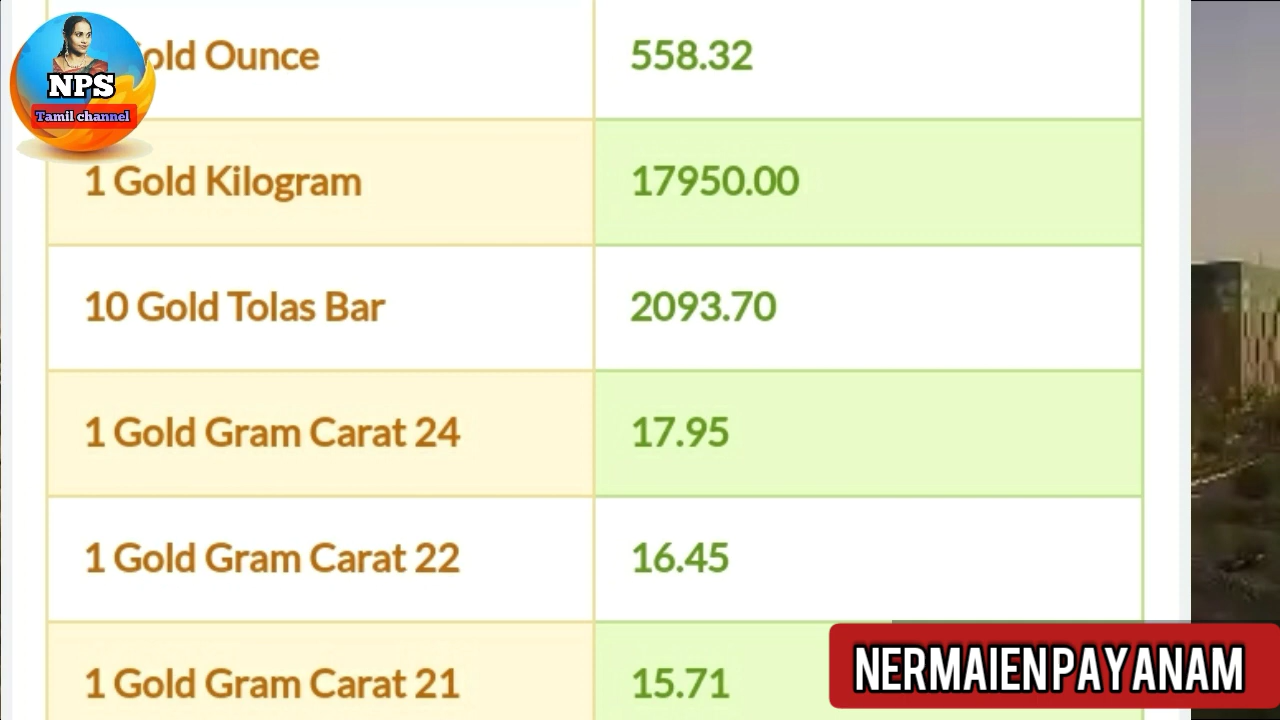 NPS
Tamil channel
old Ounce 558.32
1 Gold Kilogram 17950.00
10 Gold Tolas Bar 2093.70
1 Gold Gram Carat 24 17.95
1 Gold Gram Carat 22 16.45
1 Gold Gram Carat 21 15.71
NERMAIEN PAYANAM